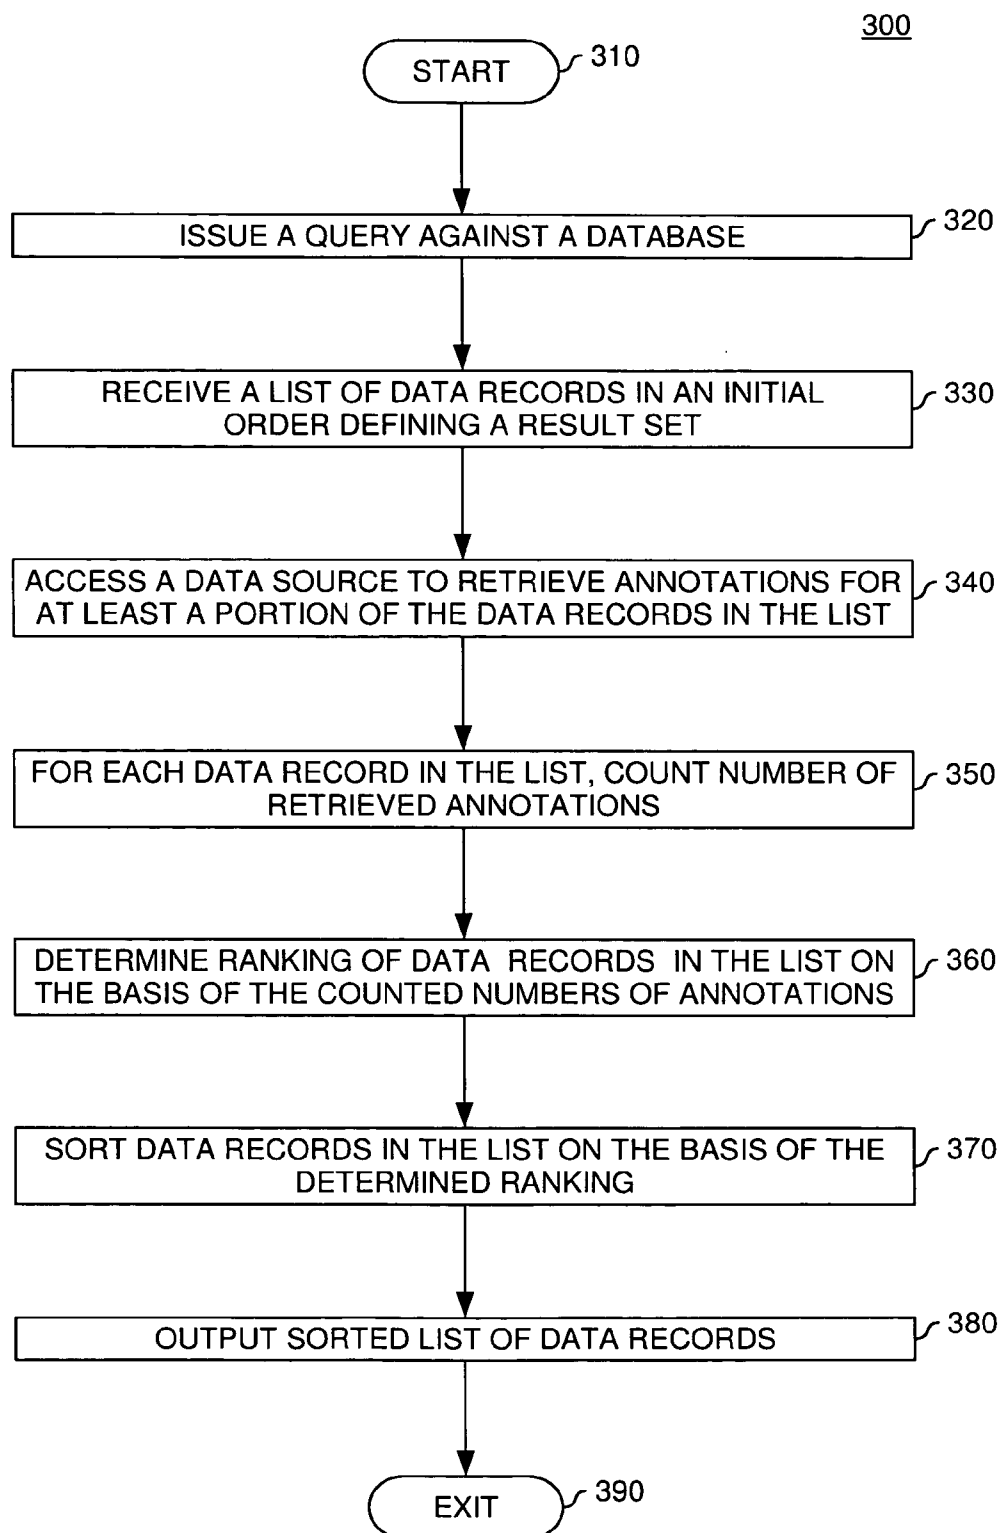 300
START
310
ISSUE A QUERY AGAINST A DATABASE
320
RECEIVE A LIST OF DATA RECORDS IN AN INITIAL
ORDER DEFINING A RESULT SET
330
ACCESS A DATA SOURCE TO RETRIEVE ANNOTATIONS FOR
AT LEAST A PORTION OF THE DATA RECORDS IN THE LIST
340
FOR EACH DATA RECORD IN THE LIST, COUNT NUMBER OF
RETRIEVED ANNOTATIONS
350
DETERMINE RANKING OF DATA RECORDS IN THE LIST ON
THE BASIS OF THE COUNTED NUMBERS OF ANNOTATIONS
360
SORT DATA RECORDS IN THE LIST ON THE BASIS OF THE
DETERMINED RANKING
370
OUTPUT SORTED LIST OF DATA RECORDS
380
EXIT
390